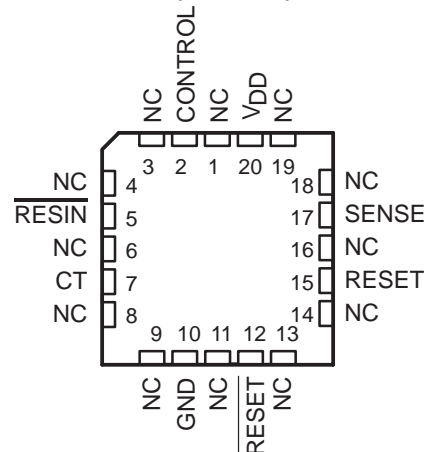 NC
CONTROL
NC
VDD
NC
3 2 1 20 19
NC 4
RESIN 5
NC 6
CT 7
NC 8
18 NC
17 SENSE
16 NC
15 RESET
14 NC
9 10 11 12 13
NC
GND
NC
RESET
NC